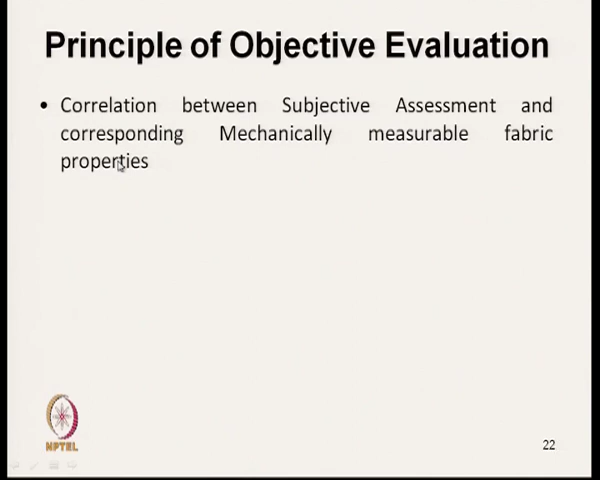 Principle of Objective Evaluation
• Correlation between Subjective Assessment and
corresponding Mechanically measurable fabric
properties
NPTEL
22